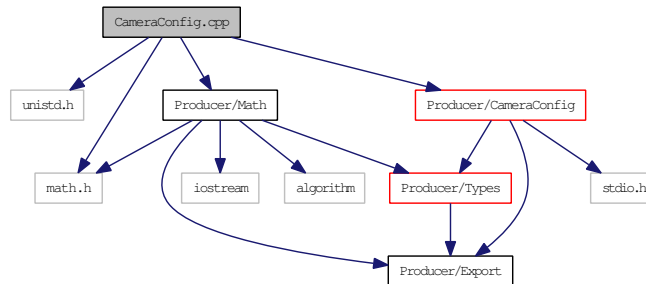 CameraConfig.cpp
unistd.h
Producer/Math
Producer/CameraConfig
math.h
iostream
algorithm
Producer/Types
stdio.h
Producer/Export